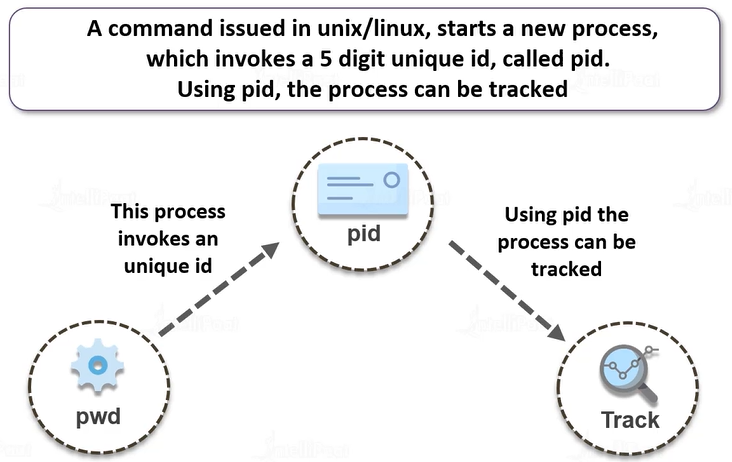 A command issued in unix/linux, starts a new process,
which invokes a 5 digit unique id, called pid.
Using pid, the process can be tracked
This process
invokes an
unique id
pid
Using pid the
process can be
tracked
pwd
Track